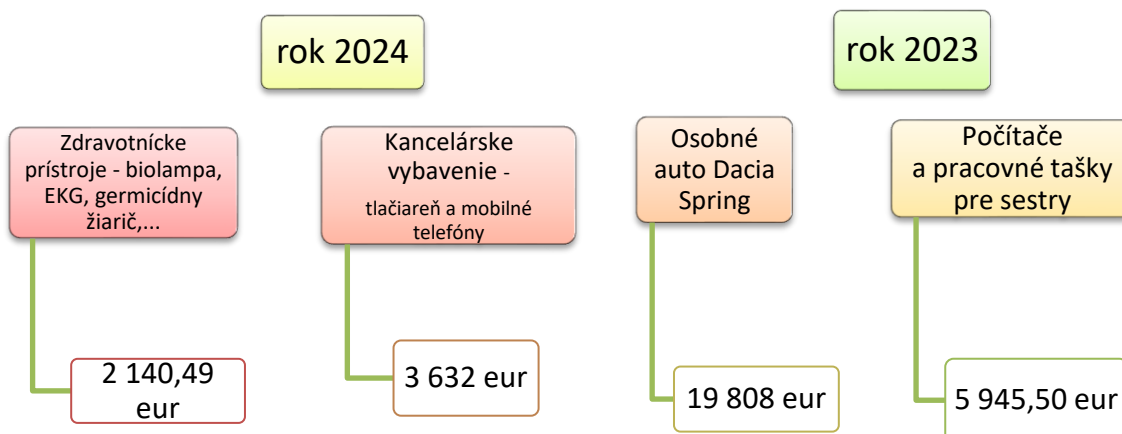 rok 2024
rok 2023
Zdravotnícke
prístroje - biolampa,
EKG, germicídny
žiarič,...
Kancelárske
vybavenie -
tlačiareň a mobilné
telefóny
Osobné
auto Dacia
Spring
Počítače
a pracovné tašky
pre sestry
2 140,49
eur
3 632 eur
19 808 eur
5 945,50 eur